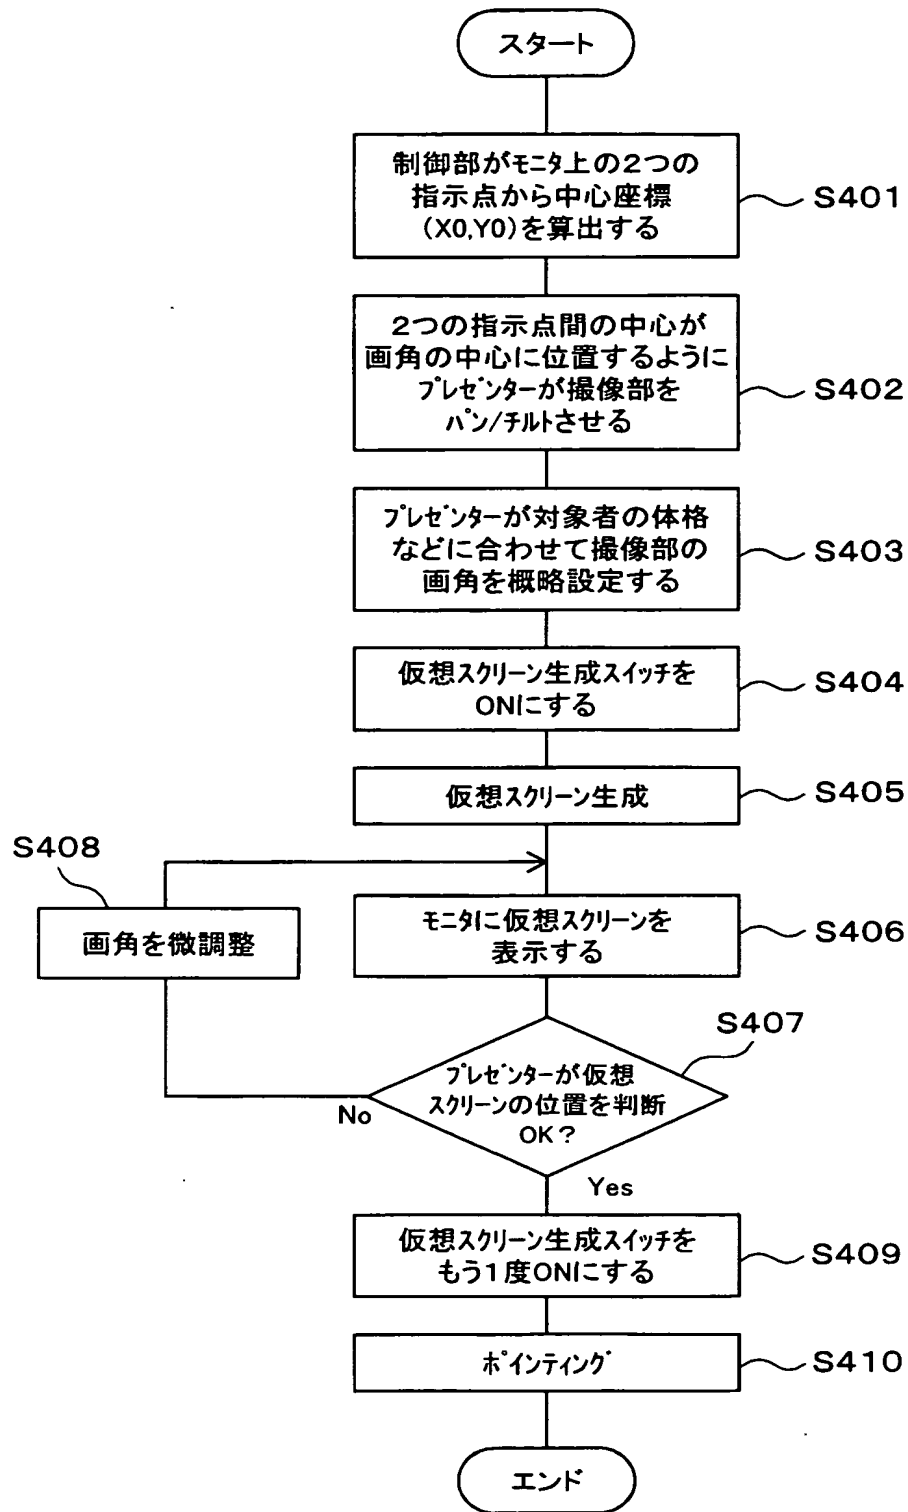 スタート
制御部がモニタ上の2つの
指示点から中心座標
(X0,Y0)を算出する
S401
2つの指示点間の中心が
画角の中心に位置するように
プレゼンターが撮像部を
パン/チルトさせる
S402
プレゼンターが対象者の体格
などに合わせて撮像部の
画角を概略設定する
S403
仮想スクリーン生成スイッチを
ONにする
S404
仮想スクリーン生成
S405
S408
画角を微調整
モニタに仮想スクリーンを
表示する
S406
S407
プレゼンターが仮想
スクリーンの位置を判断
OK?
No
Yes
仮想スクリーン生成スイッチを
もう1度ONにする
S409
ポインティング
S410
エンド